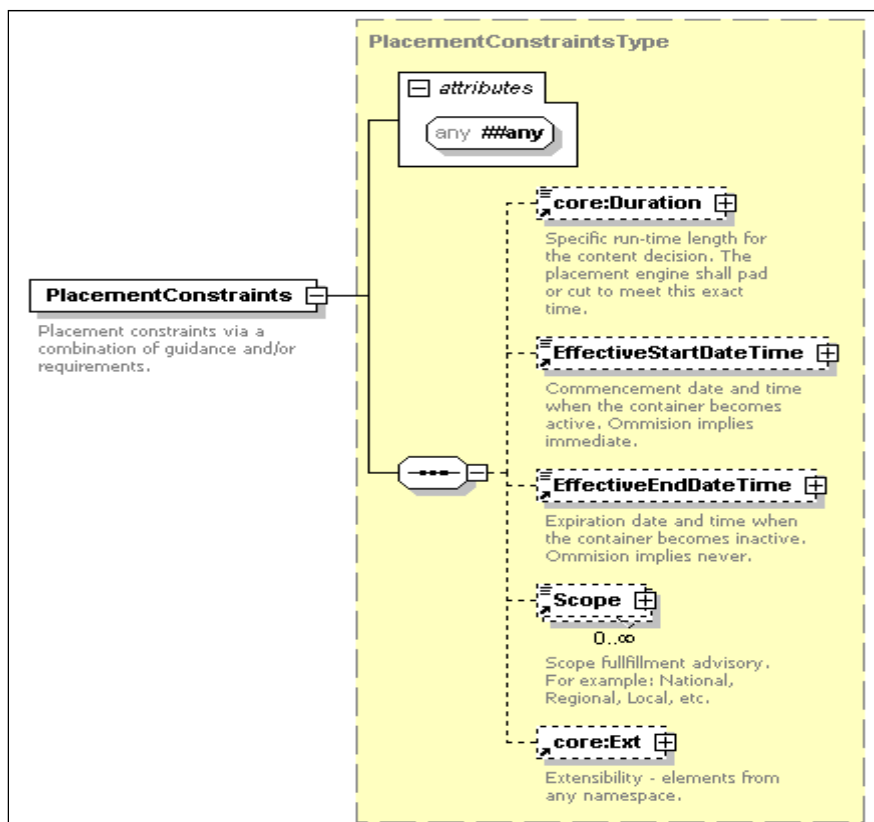 PlacementConstraintsType
attributes
any ##any
core:Duration
Specific run-time length for
the content decision. The
placement engine shall pad
or cut to meet this exact
time.
PlacementConstraints
Placement constraints via a
combination of guidance and/or
requirements.
EffectiveStartDateTime
Commencement date and time
when the container becomes
active. Ommision implies
immediate.
EffectiveEndDateTime
Expiration date and time when
the container becomes inactive.
Ommision implies never.
Scope
0..∞
Scope fullfillment advisory.
For example: National,
Regional, Local, etc.
core:Ext
Extensibility - elements from
any namespace.